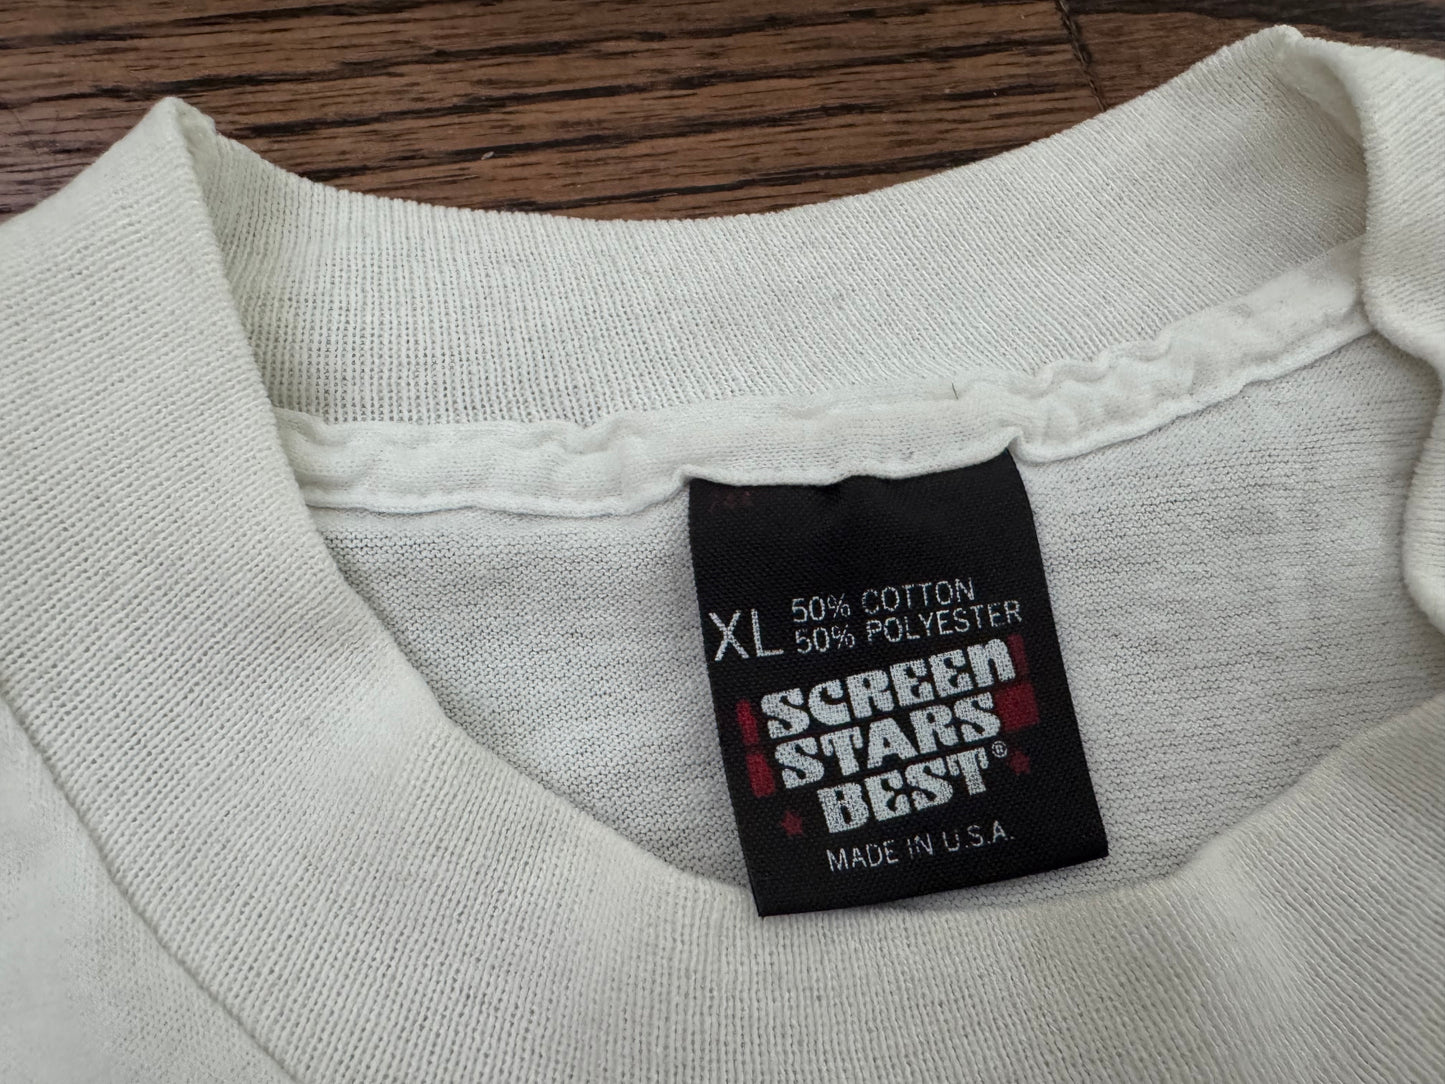 XL 50% COTTON
50% POLYESTER
SCREEN
STARS
BEST®
MADE IN U.S.A.